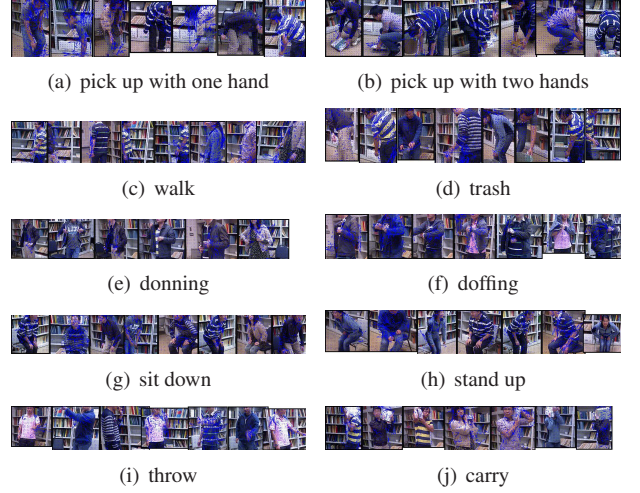 (a) pick up with one hand
(b) pick up with two hands
(c) walk
(d) trash
(e) donning
(f) doffing
(g) sit down
(h) stand up
(i) throw
(j) carry